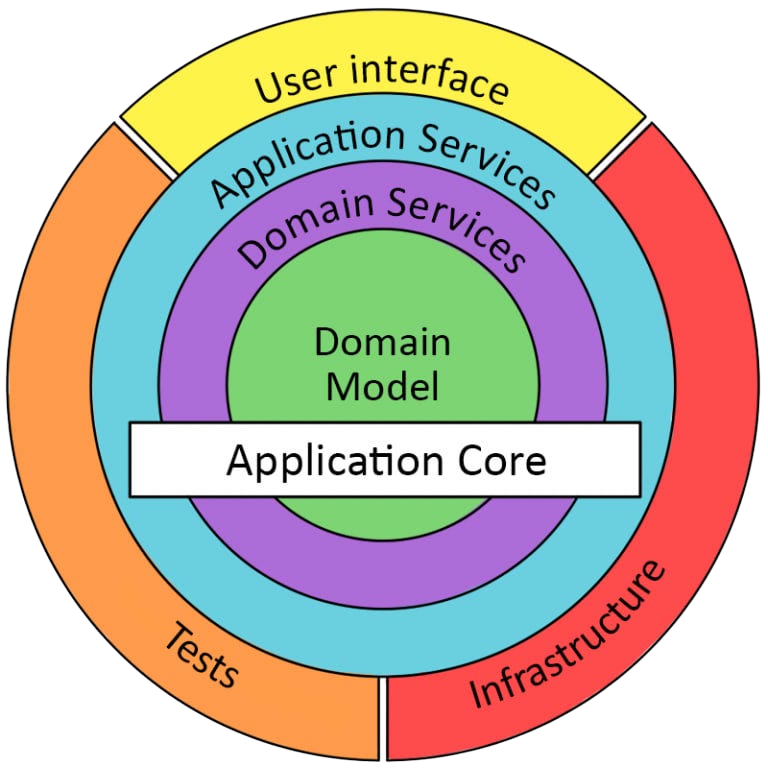 User interface
Application Services
Domain Services
Domain
Model
Application Core
Tests
Infrastructure